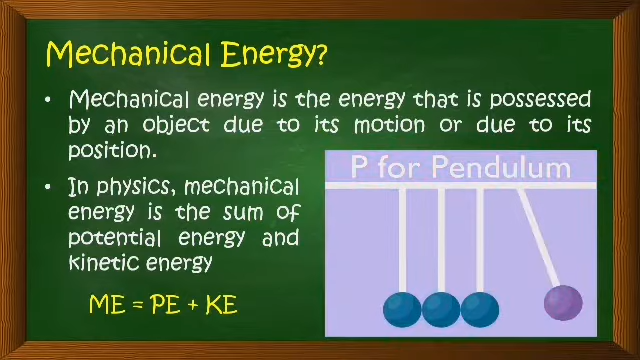 Mechanical Energy?
• Mechanical energy is the energy that is possessed
by an object due to its motion or due to its
position.
• In physics, mechanical
energy is the sum of
potential energy and
kinetic energy
ME = PE + KE
P for Pendulum